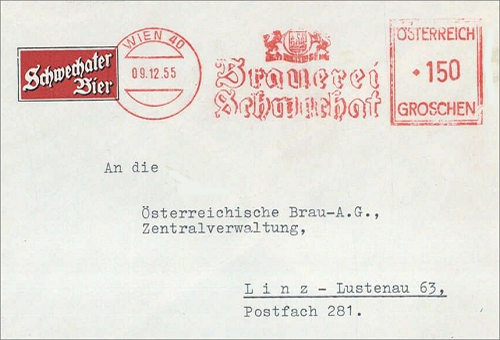 Schwechater
Bier
WIEN 40
09.12.55
Brauerei
Schwechat
ÖSTERREICH
150
GROSCHEN
An die
Österreichische Brau-A.G.,
Zentralverwaltung,
Linz - Lustenau 63,
Postfach 281.